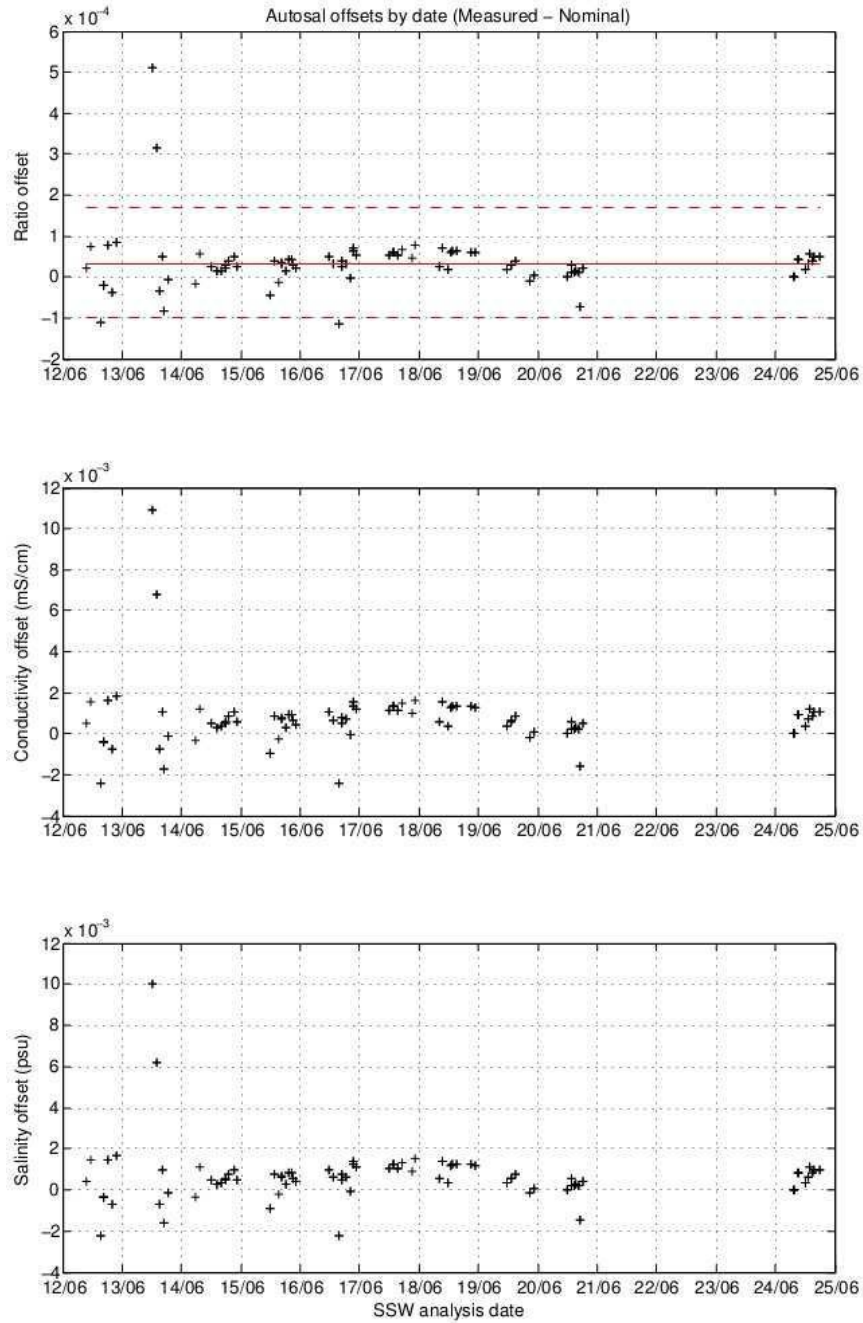 Autosal offsets by date (Measured − Nominal)
x 10⁻⁴
6
5
4
3
2
1
0
−1
−2
Ratio offset
12/06 13/06 14/06 15/06 16/06 17/06 18/06 19/06 20/06 21/06 22/06 23/06 24/06 25/06
x 10⁻³
12
10
8
6
4
2
0
−2
−4
Conductivity offset (mS/cm)
12/06 13/06 14/06 15/06 16/06 17/06 18/06 19/06 20/06 21/06 22/06 23/06 24/06 25/06
x 10⁻³
12
10
8
6
4
2
0
−2
−4
Salinity offset (psu)
12/06 13/06 14/06 15/06 16/06 17/06 18/06 19/06 20/06 21/06 22/06 23/06 24/06 25/06
SSW analysis date